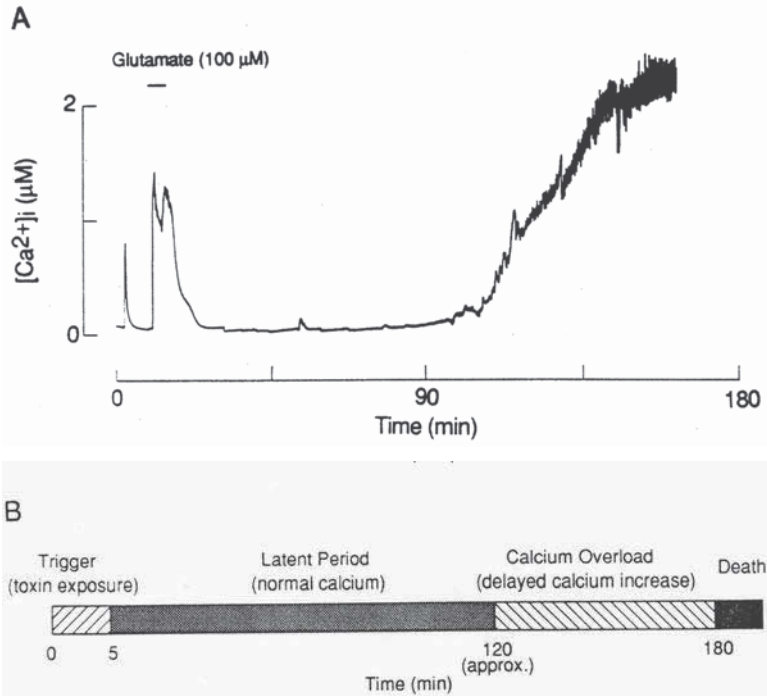 A
Glutamate (100 μM)
2
[Ca2+]i (μM)
0
0 90 180
Time (min)
B
Trigger Latent Period Calcium Overload Death
(toxin exposure) (normal calcium) (delayed calcium increase)
0 5 120 180
(approx.)
Time (min)